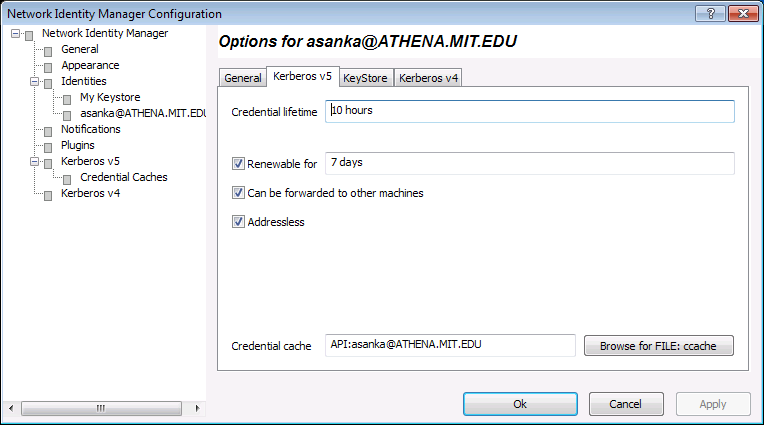 Network Identity Manager Configuration
Network Identity Manager
General
Appearance
Identities
My Keystore
asanka@ATHENA.MIT.EDU
Notifications
Plugins
Kerberos v5
Credential Caches
Kerberos v4
Options for asanka@ATHENA.MIT.EDU
General Kerberos v5 KeyStore Kerberos v4
Credential lifetime 10 hours
Renewable for 7 days
Can be forwarded to other machines
Addressless
Credential cache API:asanka@ATHENA.MIT.EDU Browse for FILE: ccache
Ok Cancel Apply